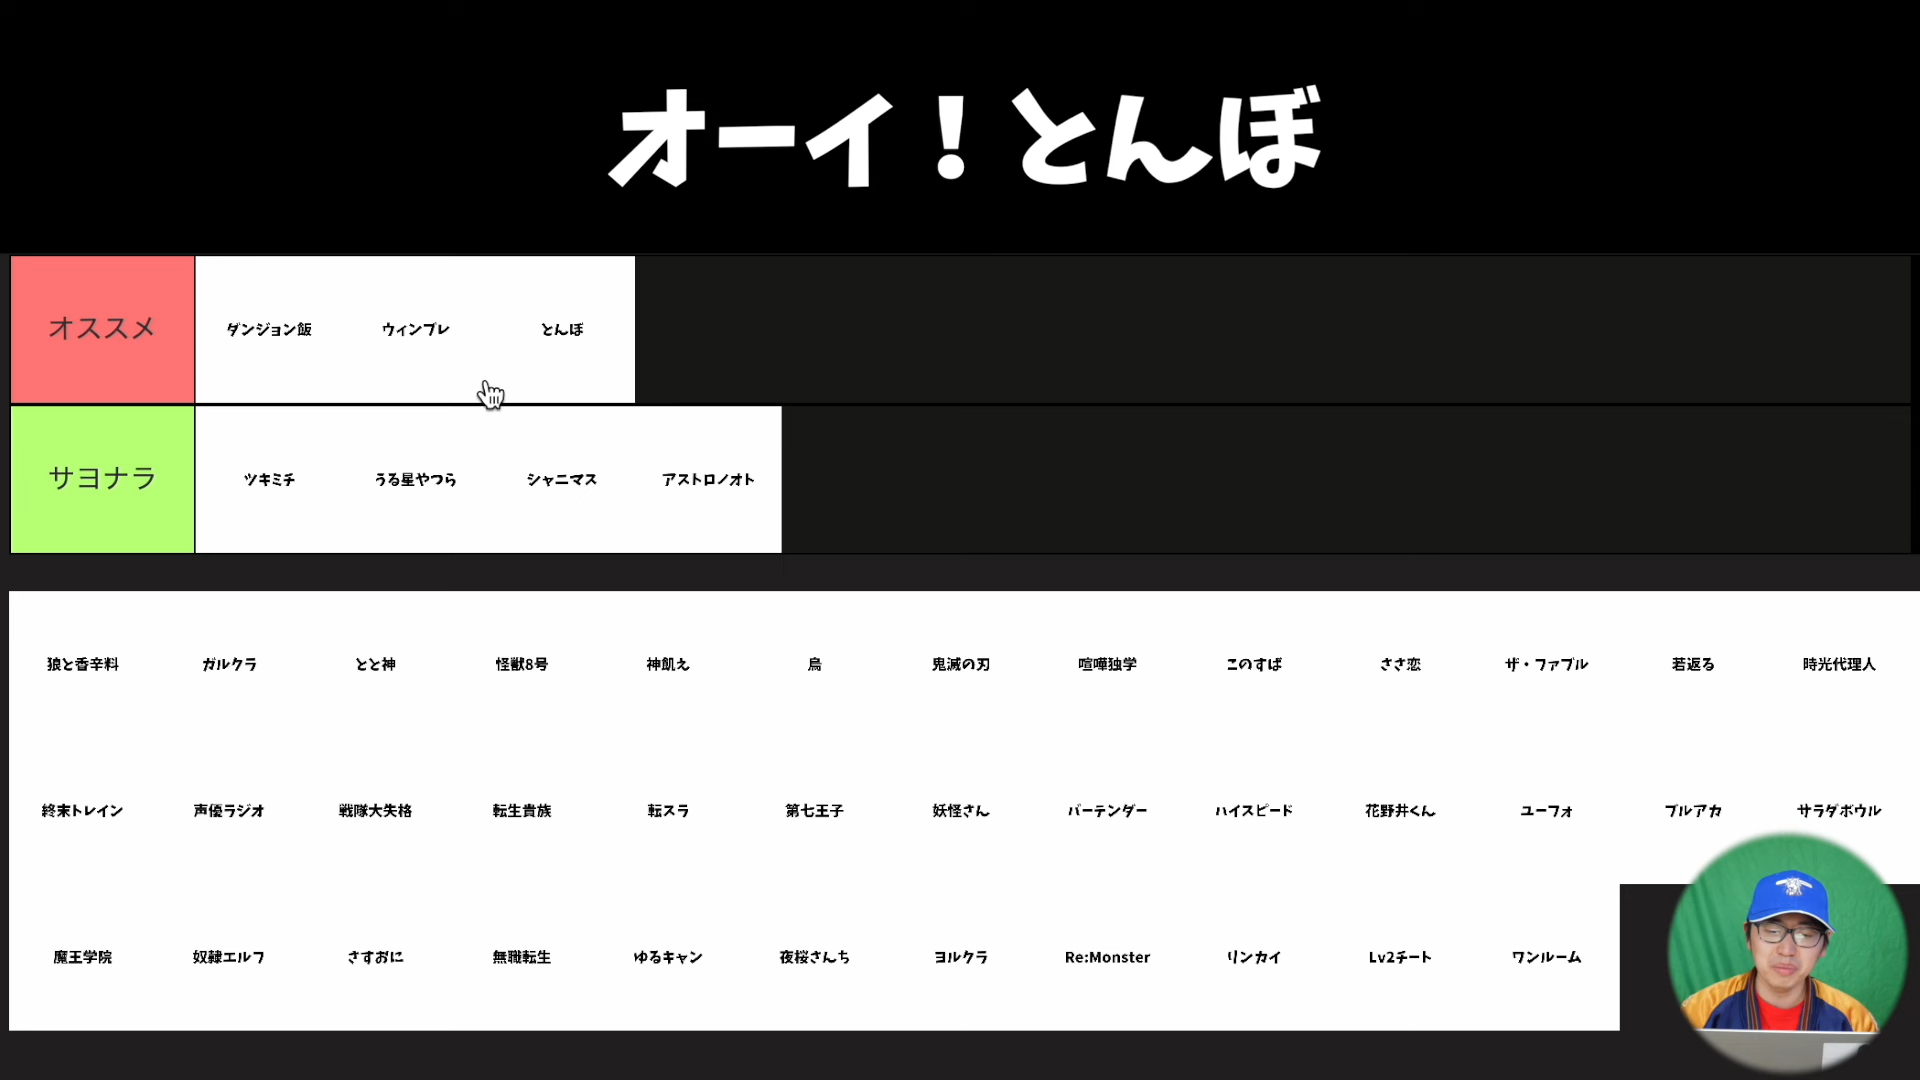 オーイ！とんぼ
オススメ
ダンジョン飯 ウィンブレ とんぼ
サヨナラ
ツキミチ うる星やつら シャニマス アストロノオト
狼と香辛料 ガルクラ とと神 怪獣8号 神飢え 烏 鬼滅の刃 喧嘩独学 このすば ささ恋 ザ・ファブル 若返る 時光代理人
終末トレイン 声優ラジオ 戦隊大失格 転生貴族 転スラ 第七王子 妖怪さん バーテンダー ハイスピード 花野井くん ユーフォ ブルアカ サラダボウル
魔王学院 奴隷エルフ さすおに 無職転生 ゆるキャン 夜桜さんち ヨルクラ Re:Monster リンカイ Lv2チート ワンルーム